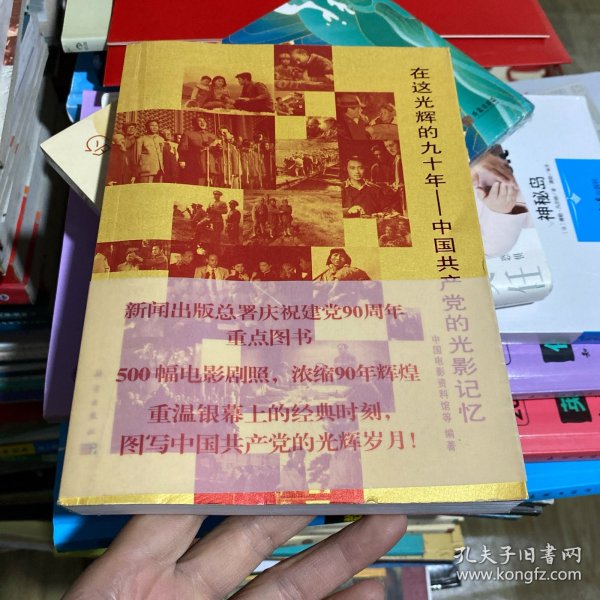 在这光辉的九十年——中国共产党的光影记忆
中国电影资料馆等 编著
新闻出版总署庆祝建党90周年
重点图书
500幅电影剧照，浓缩90年辉煌
重温银幕上的经典时刻，
图写中国共产党的光辉岁月！
神秘岛
孔夫子旧书网
www.kongfz.com